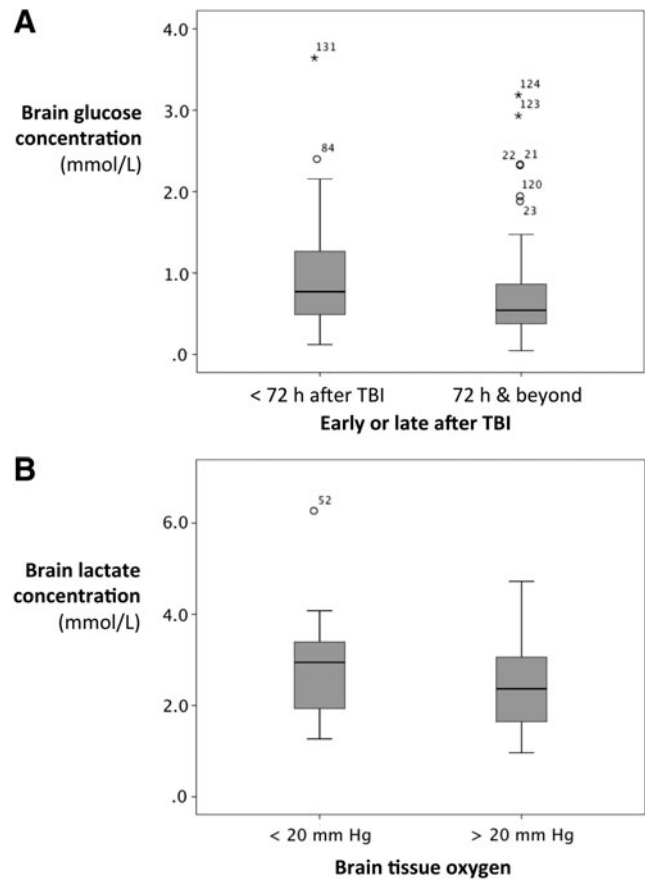 A
4.0
131
124
123
3.0
Brain glucose
concentration
(mmol/L)
84
22 21
2.0
120
23
1.0
.0
< 72 h after TBI 72 h & beyond
Early or late after TBI
B
52
6.0
Brain lactate
concentration
(mmol/L)
4.0
2.0
.0
< 20 mm Hg > 20 mm Hg
Brain tissue oxygen